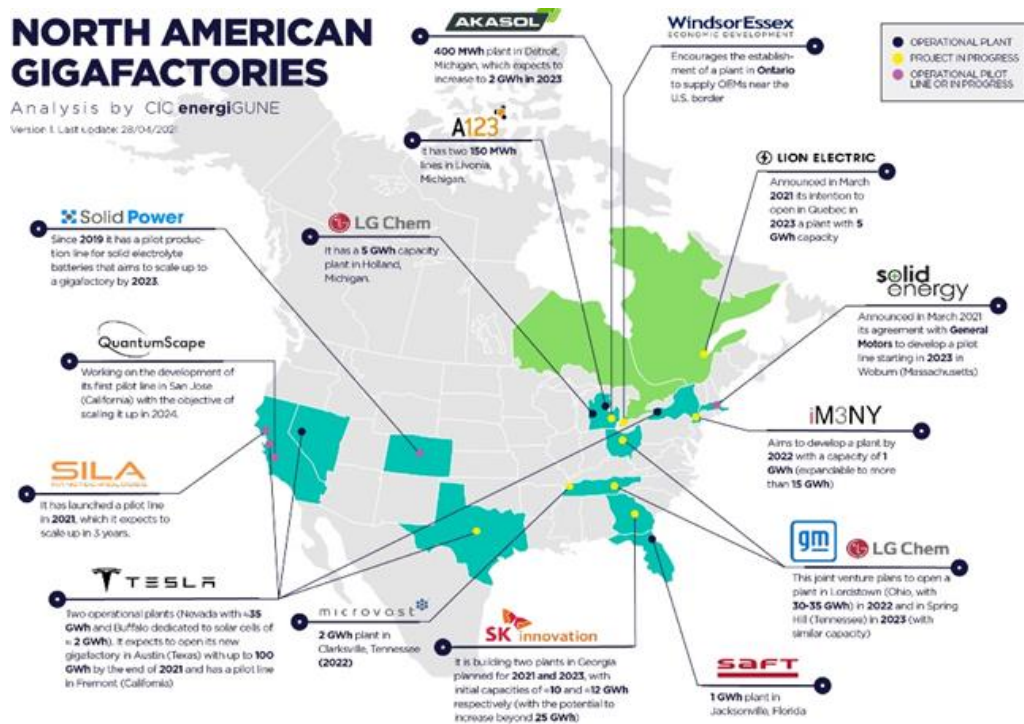 NORTH AMERICAN
GIGAFACTORIES
Analysis by CIC energiGUNE
Version 1. Last update: 28/04/2021
AKASOL
400 MWh plant in Detroit,
Michigan, which expects to
increase to 2 GWh in 2023
WindsorEssex
ECONOMIC DEVELOPMENT
Encourages the establish-
ment of a plant in Ontario
to supply OEMs near the
U.S. border
OPERATIONAL PLANT
PROJECT IN PROGRESS
OPERATIONAL PILOT
LINE OR IN PROGRESS
A123
It has two 150 MWh
lines in Livonia,
Michigan.
LION ELECTRIC
Announced in March
2021 its intention to
open in Quebec in
2023 a plant with 5
GWh capacity
Solid Power
Since 2019 it has a pilot produc-
tion line for solid electrolyte
batteries that aims to scale up to
a gigafactory by 2023.
LG Chem
It has a 5 GWh capacity
plant in Holland,
Michigan.
solid
energy
Announced in March 2021
its agreement with General
Motors to develop a pilot
line starting in 2023 in
Woburn (Massachusetts)
QuantumScape
Working on the development of
its first pilot line in San Jose
(California) with the objective of
scaling it up in 2024.
iM3NY
Aims to develop a plant by
2022 with a capacity of 1
GWh (expandable to more
than 15 GWh)
SILA
NANOTECHNOLOGIES
It has launched a pilot line
in 2021, which it expects to
scale up in 3 years.
gm LG Chem
This joint venture plans to open a
plant in Lordstown (Ohio, with
30-35 GWh) in 2022 and in Spring
Hill (Tennessee) in 2023 (with
similar capacity)
TESLA
Two operational plants (Nevada with ≈35
GWh and Buffalo dedicated to solar cells of
≈ 2 GWh). It expects to open its new
gigafactory in Austin (Texas) with up to 100
GWh by the end of 2021 and has a pilot line
in Fremont (California)
microvast
2 GWh plant in
Clarksville, Tennessee
(2022)
SK innovation
It is building two plants in Georgia
planned for 2021 and 2023, with
initial capacities of ≈10 and ≈12 GWh
respectively (with the potential to
increase beyond 25 GWh)
saft
1 GWh plant in
Jacksonville, Florida